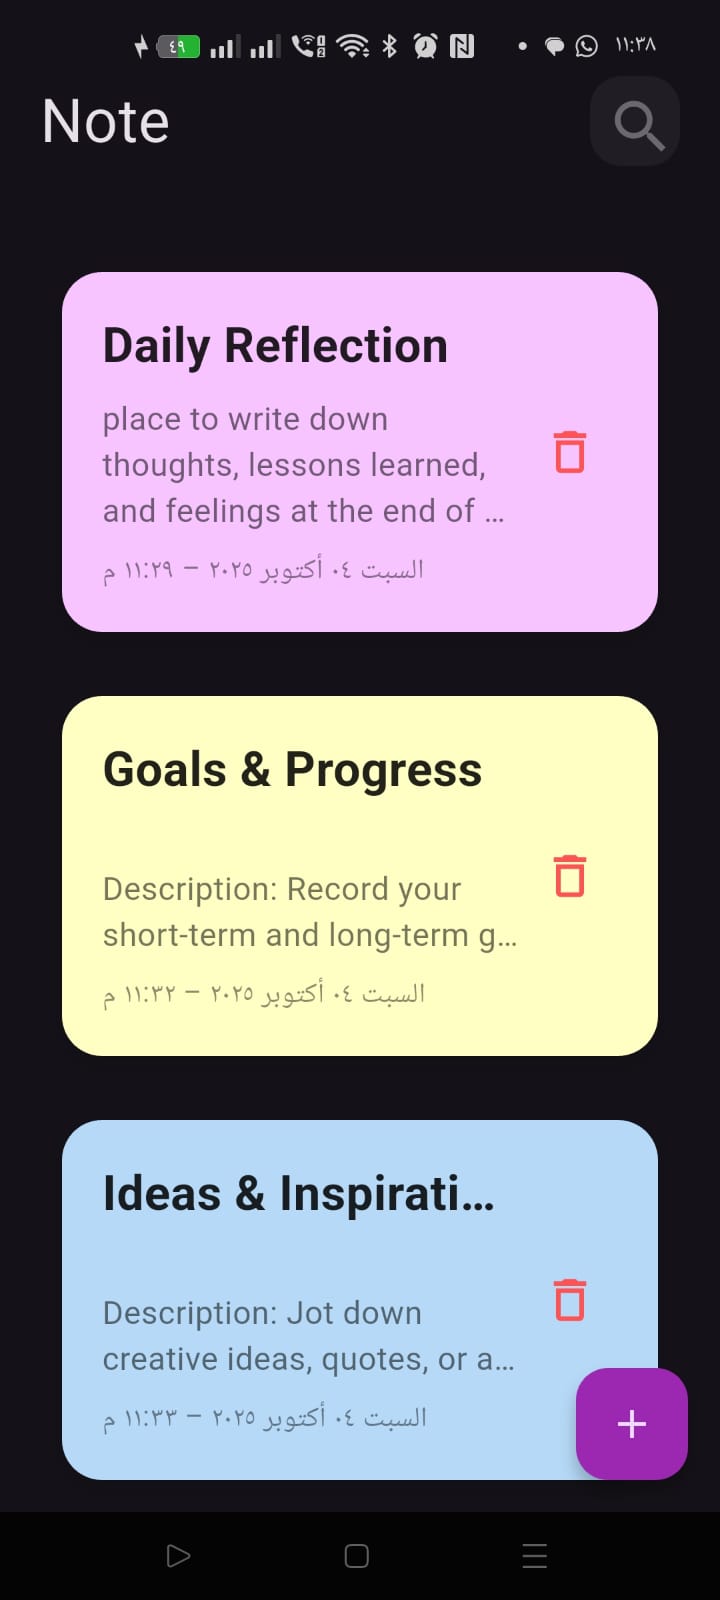 ٤٩ 1 2 ١١:٣٨
Note
Daily Reflection
place to write down
thoughts, lessons learned,
and feelings at the end of …
السبت ٠٤ أكتوبر ٢٠٢٥ – ١١:٢٩ م
Goals & Progress
Description: Record your
short-term and long-term g…
السبت ٠٤ أكتوبر ٢٠٢٥ – ١١:٣٢ م
Ideas & Inspirati…
Description: Jot down
creative ideas, quotes, or a…
السبت ٠٤ أكتوبر ٢٠٢٥ – ١١:٣٣ م